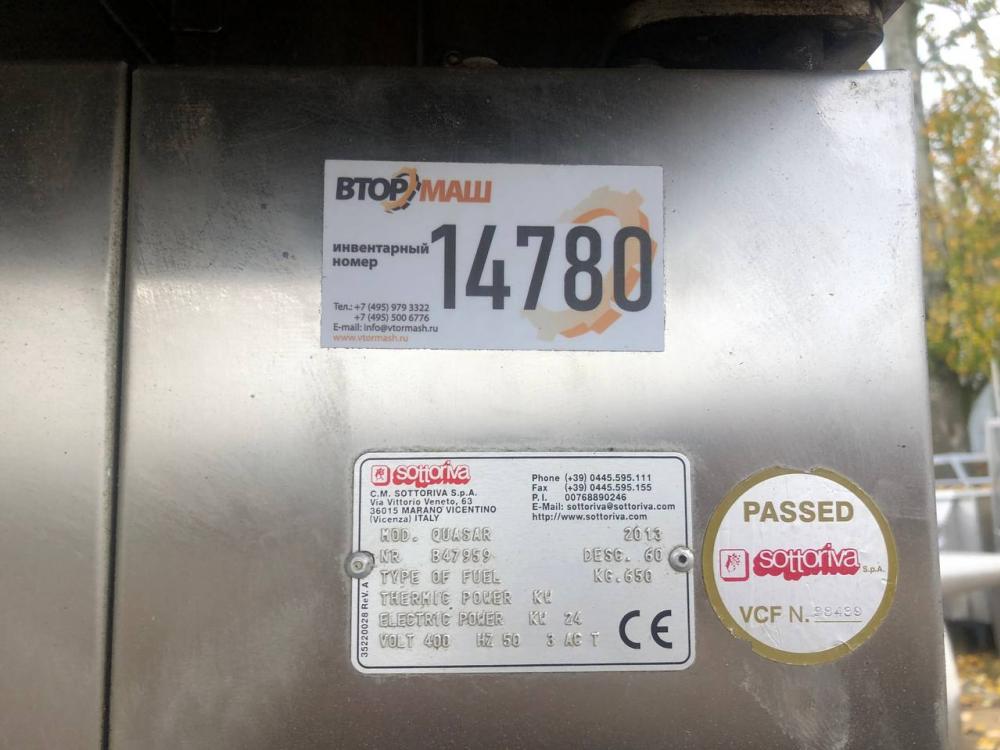 ВТОРМАШ
инвентарный
номер
14780
Тел.: +7 (495) 979 3322
+7 (495) 500 6776
E-mail: info@vtormash.ru
www.vtormash.ru
sottoriva
C.M. SOTTORIVA S.p.A.
Via Vittorio Veneto, 63
36015 MARANO VICENTINO
(Vicenza) ITALY
Phone (+39) 0445.595.111
Fax (+39) 0445.595.155
P. I. 00768890246
E-Mail: sottoriva@sottoriva.com
http://www.sottoriva.com
MOD. QUASAR 2013
NR B47959 DESC. 60
TYPE OF FUEL KG.650
THERMIC POWER KW
ELECTRIC POWER KW 24
VOLT 400 HZ 50 3 AC T
CE
35220028 Rev. A
PASSED
sottoriva S.p.A.
VCF N.